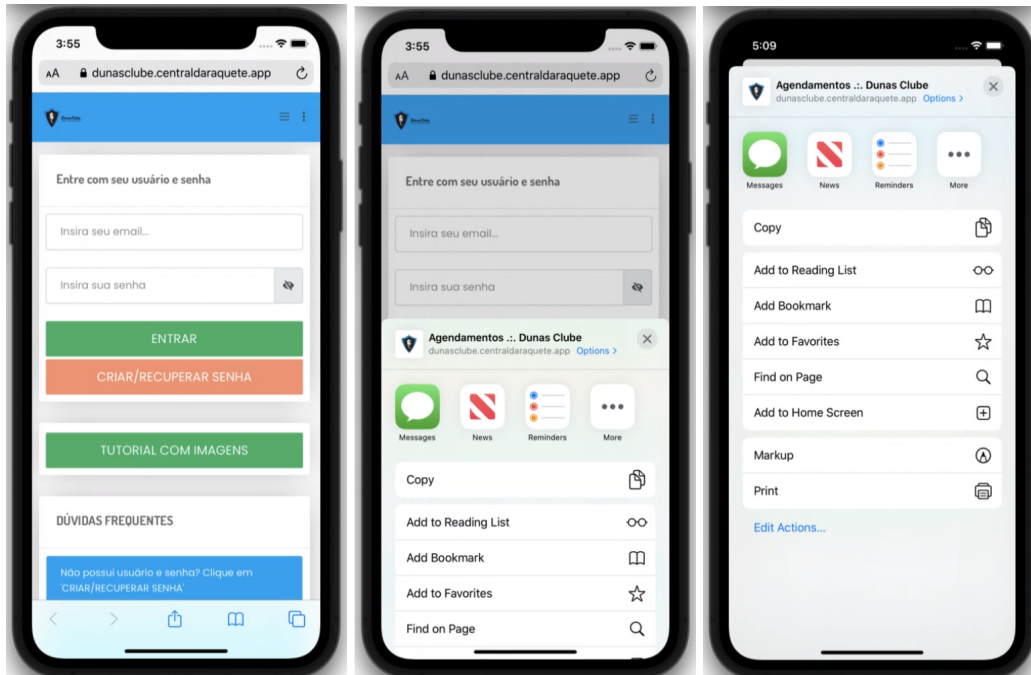 3:55
AA dunasclube.centraldaraquete.app
Entre com seu usuário e senha
Insira seu email...
Insira sua senha
ENTRAR
CRIAR/RECUPERAR SENHA
TUTORIAL COM IMAGENS
DÚVIDAS FREQUENTES
Não possui usuário e senha? Clique em
'CRIAR/RECUPERAR SENHA'
3:55
AA dunasclube.centraldaraquete.app
Entre com seu usuário e senha
Insira seu email...
Insira sua senha
Agendamentos .:. Dunas Clube
dunasclube.centraldaraquete.app Options >
Messages News Reminders More
Copy
Add to Reading List
Add Bookmark
Add to Favorites
Find on Page
5:09
Agendamentos .:. Dunas Clube
dunasclube.centraldaraquete.app Options >
Messages News Reminders More
Copy
Add to Reading List
Add Bookmark
Add to Favorites
Find on Page
Add to Home Screen
Markup
Print
Edit Actions...